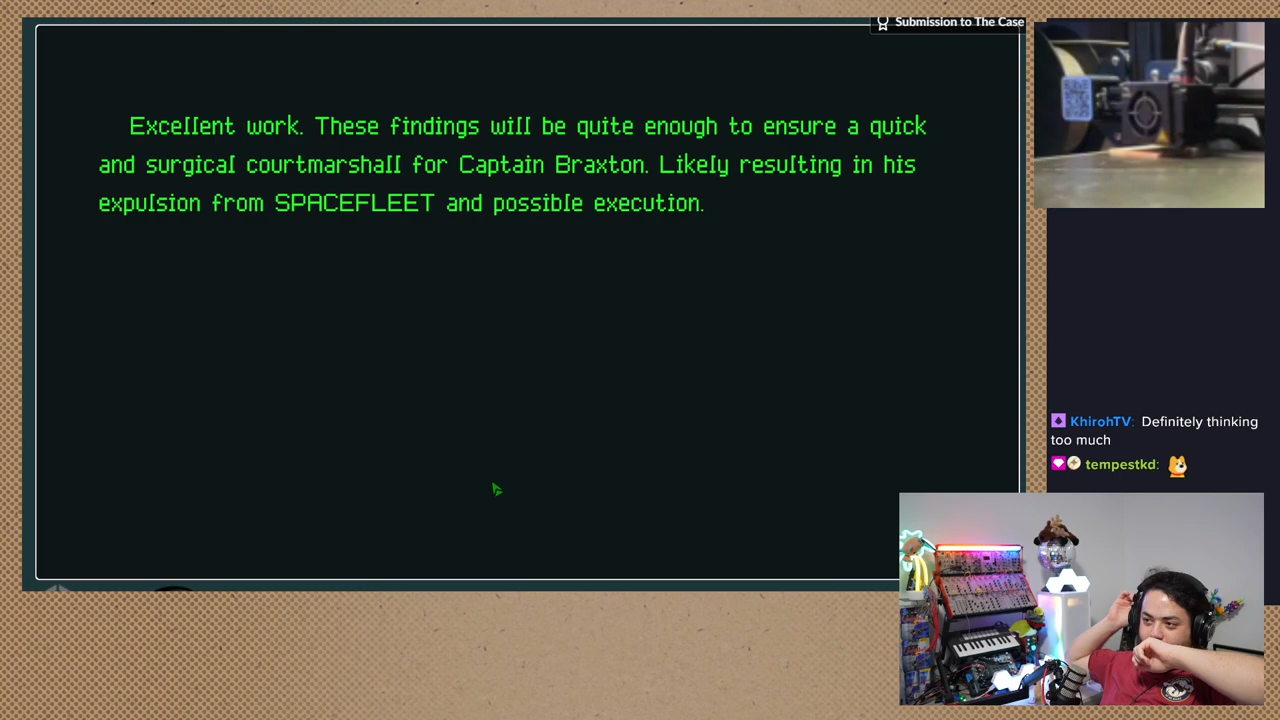 Submission to The Case
Excellent work. These findings will be quite enough to ensure a quick
and surgical courtmarshall for Captain Braxton. Likely resulting in his
expulsion from SPACEFLEET and possible execution.
KhirohTV: Definitely thinking
too much
tempestkd: